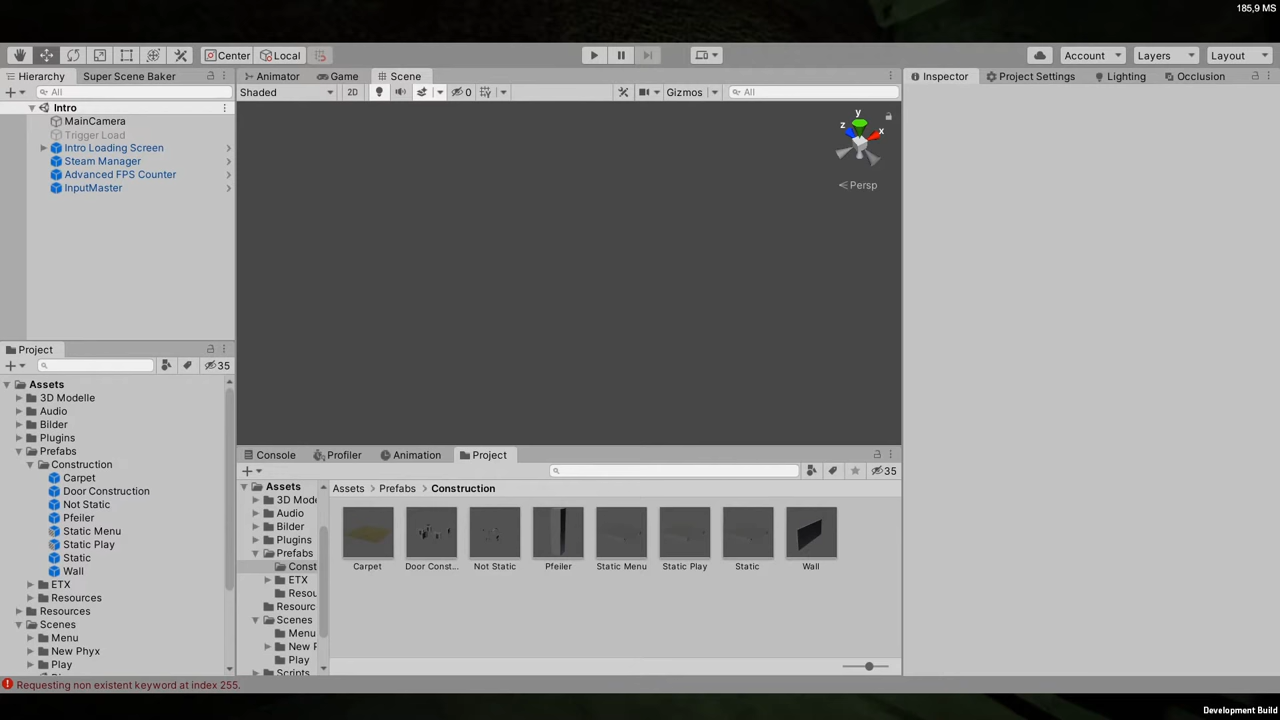 185,9 MS
Center
Local
Account
Layers
Layout
Hierarchy
Super Scene Baker
Animator
Game
Scene
Inspector
Project Settings
Lighting
Occlusion
All
Shaded
2D
0
Gizmos
All
Intro
MainCamera
Trigger Load
Intro Loading Screen
Steam Manager
Advanced FPS Counter
InputMaster
y
z
x
Persp
Project
35
Assets
3D Modelle
Audio
Bilder
Plugins
Prefabs
Construction
Carpet
Door Construction
Not Static
Pfeiler
Static Menu
Static Play
Static
Wall
ETX
Resources
Resources
Scenes
Menu
New Phyx
Play
Console
Profiler
Animation
Project
35
Assets
3D Mode
Audio
Bilder
Plugins
Prefabs
Const
ETX
Resou
Resourc
Scenes
Menu
New P
Play
Scripts
Assets > Prefabs > Construction
Carpet
Door Const...
Not Static
Pfeiler
Static Menu
Static Play
Static
Wall
Requesting non existent keyword at index 255.
Development Build